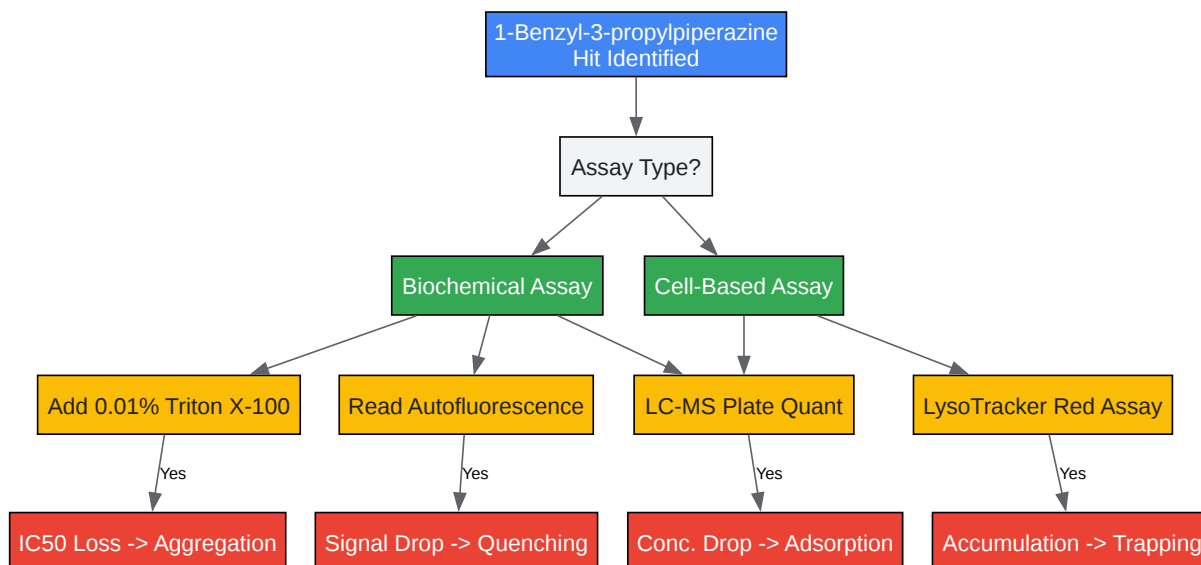 1-Benzyl-3-propylpiperazine
Hit Identified
Assay Type?
Biochemical Assay
Cell-Based Assay
Add 0.01% Triton X-100
Read Autofluorescence
LC-MS Plate Quant
LysoTracker Red Assay
Yes
Yes
Yes
Yes
IC50 Loss -> Aggregation
Signal Drop -> Quenching
Conc. Drop -> Adsorption
Accumulation -> Trapping